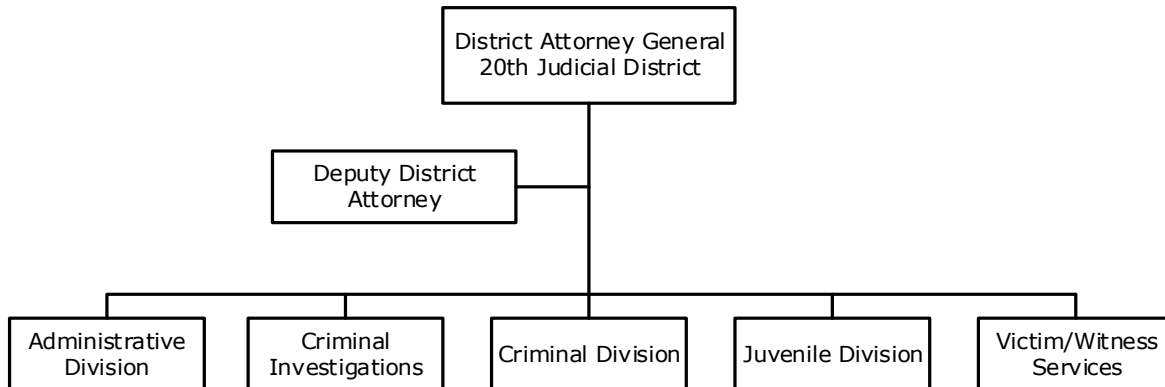 District Attorney General
20th Judicial District
Deputy District
Attorney
Administrative
Division
Criminal
Investigations
Criminal Division
Juvenile Division
Victim/Witness
Services